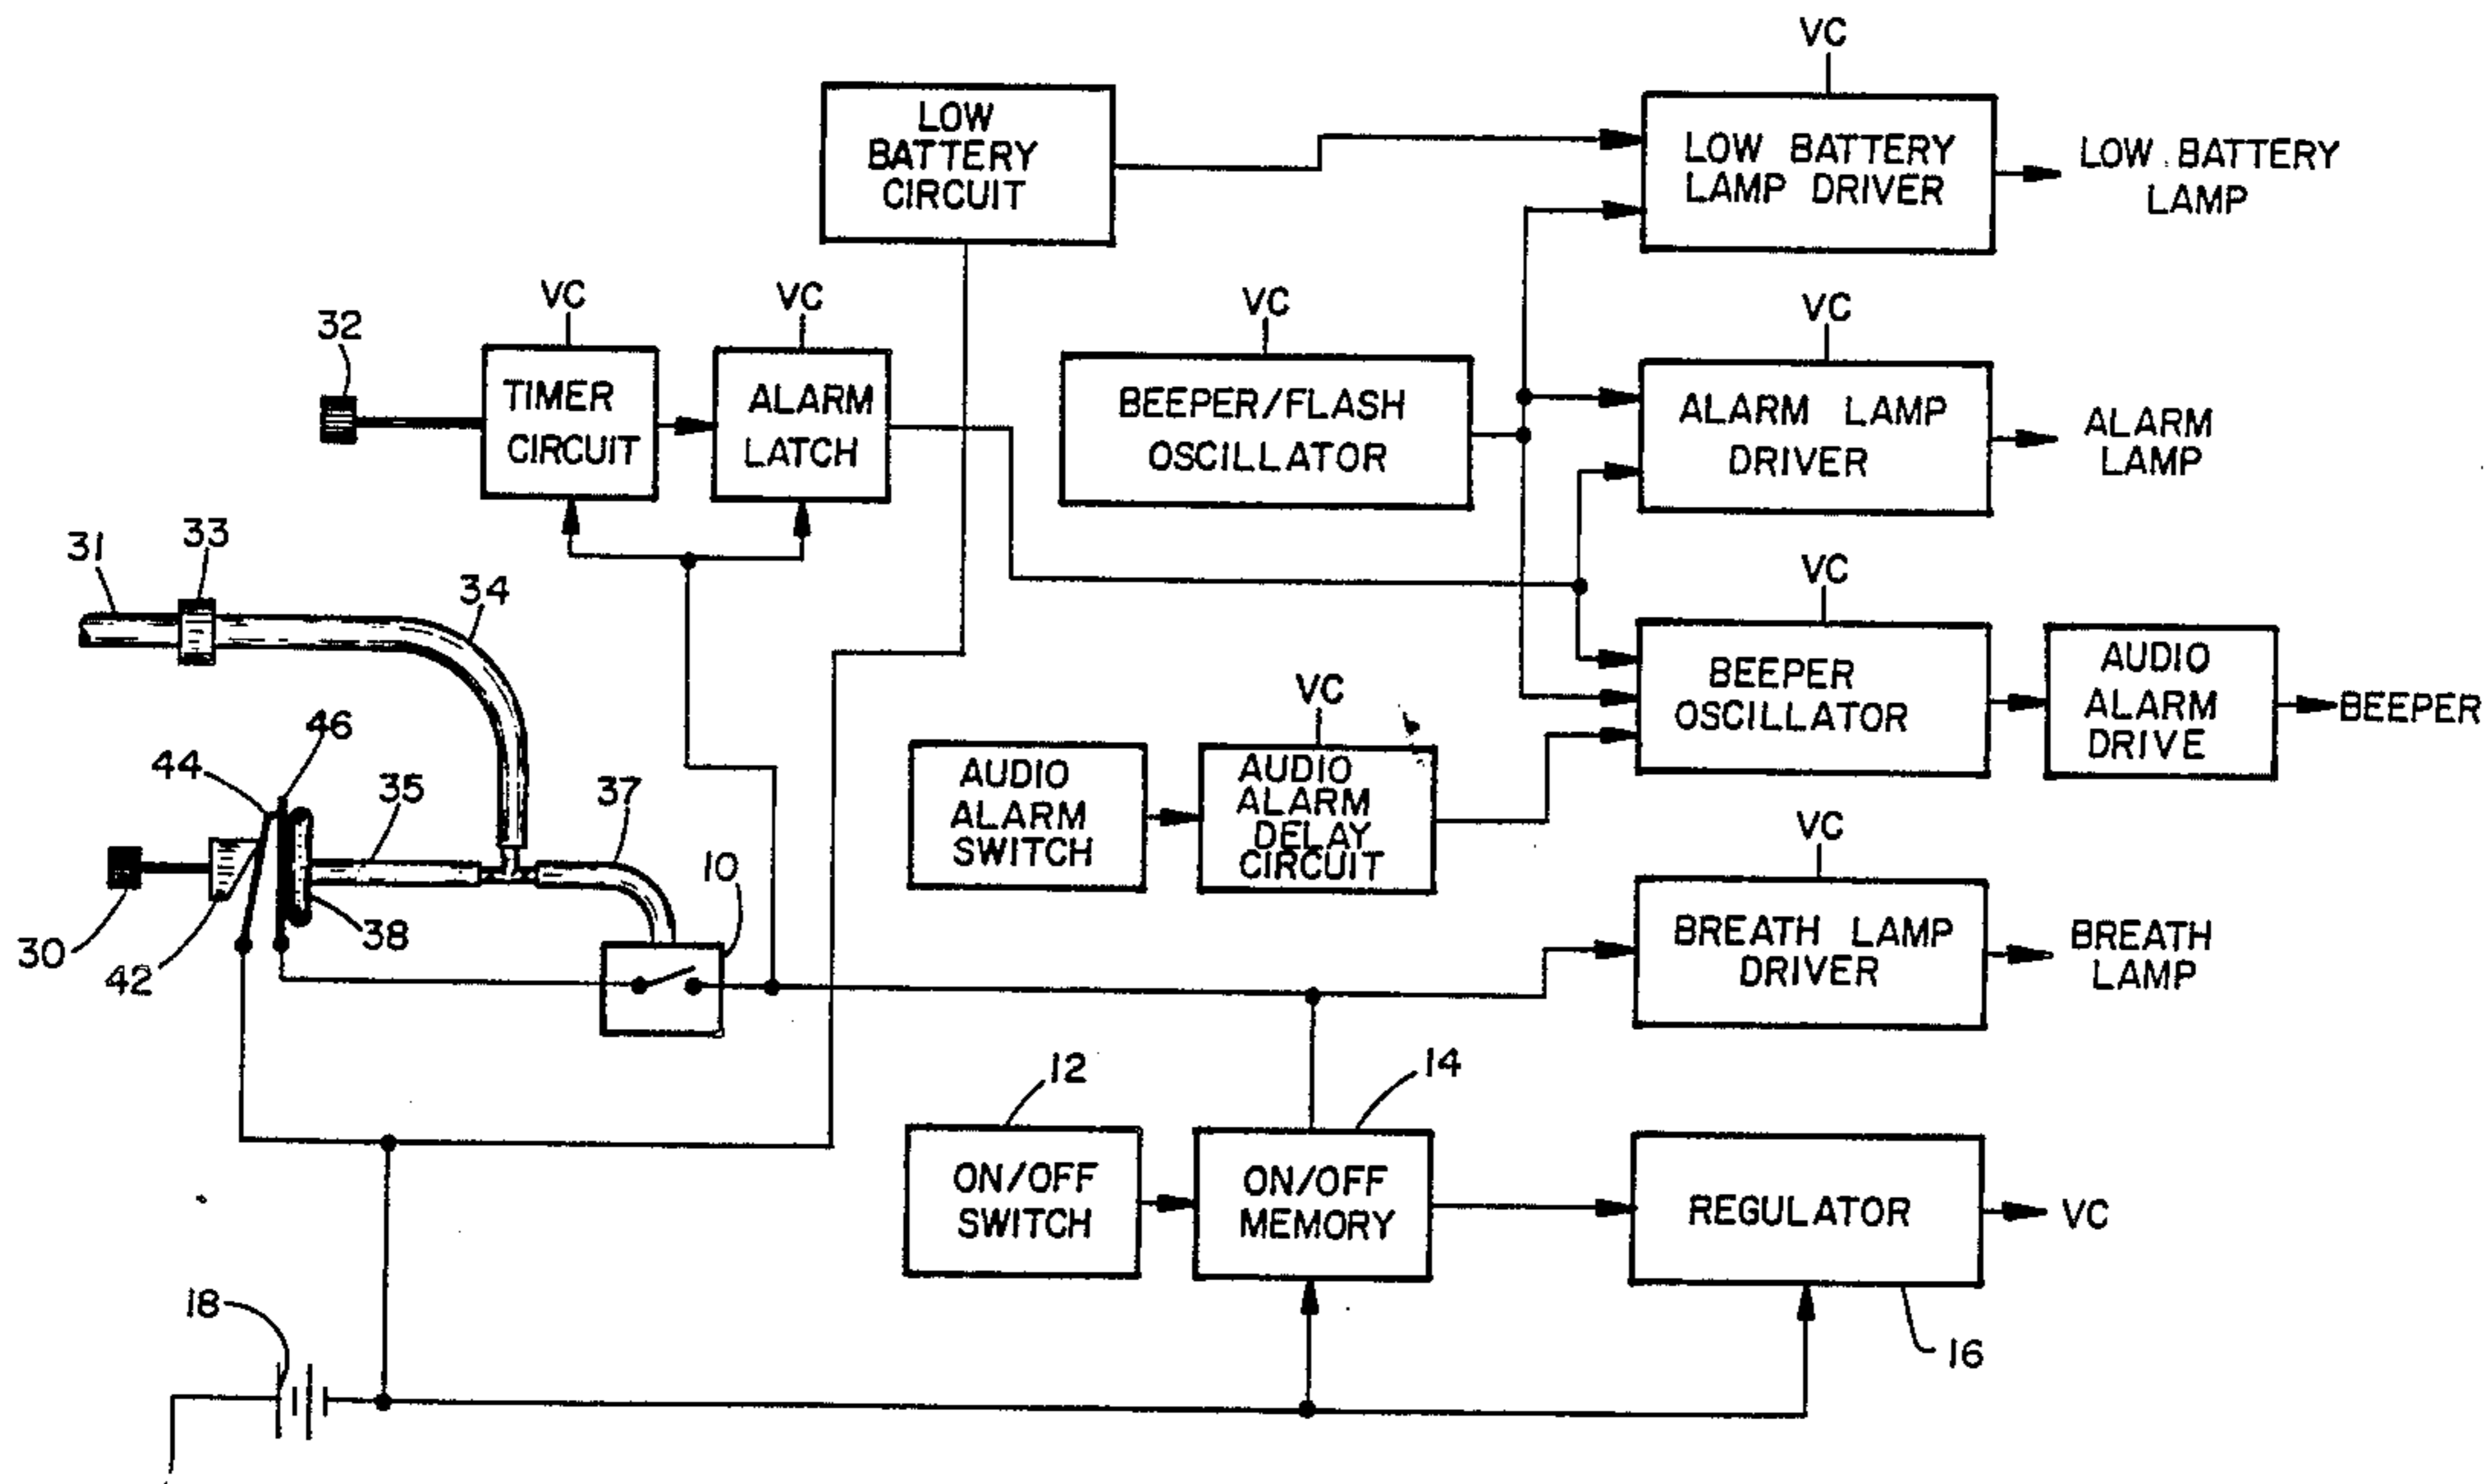 VC
LOW
BATTERY
CIRCUIT
LOW BATTERY
LAMP DRIVER
LOW BATTERY
LAMP
32
VC
VC
VC
VC
TIMER
CIRCUIT
ALARM
LATCH
BEEPER/FLASH
OSCILLATOR
ALARM LAMP
DRIVER
ALARM
LAMP
31
33
34
VC
BEEPER
OSCILLATOR
AUDIO
ALARM
DRIVE
BEEPER
44
46
35
37
10
AUDIO
ALARM
SWITCH
VC
AUDIO
ALARM
DELAY
CIRCUIT
30
42
38
VC
BREATH LAMP
DRIVER
BREATH
LAMP
12
14
ON/OFF
SWITCH
ON/OFF
MEMORY
REGULATOR
VC
18
16